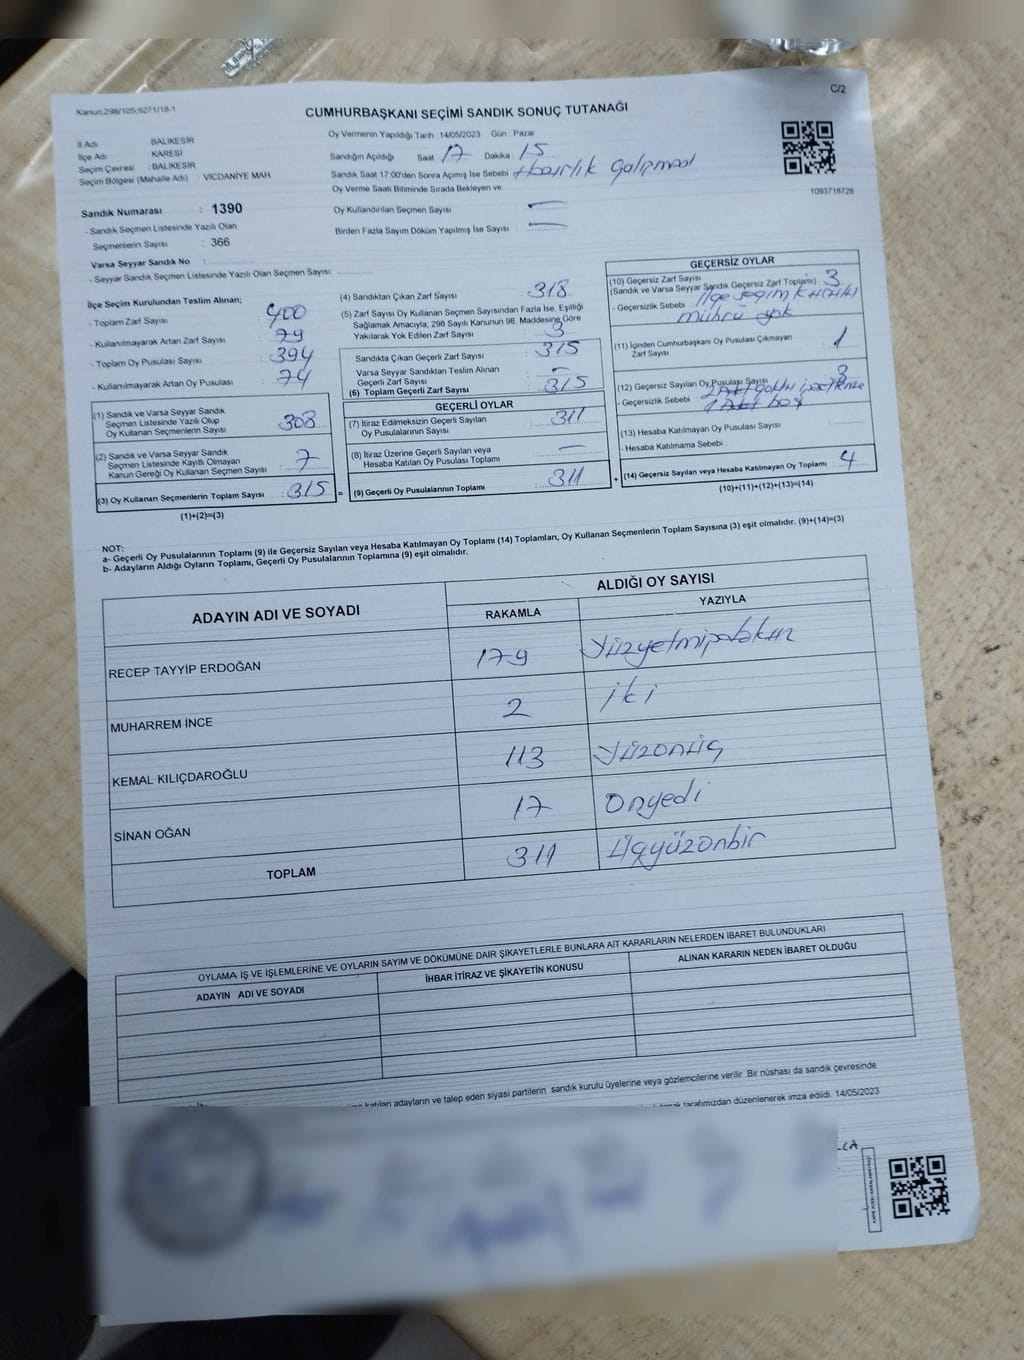 Kanun:298/105;6271/18-1
C/2
CUMHURBAŞKANI SEÇİMİ SANDIK SONUÇ TUTANAĞI
İl Adı BALIKESİR
İlçe Adı KARESİ
Seçim Çevresi : BALIKESİR
Seçim Bölgesi (Mahalle Adı) VİCDANİYE MAH
Oy Vermenin Yapıldığı Tarih : 14/05/2023 Gün : Pazar
Sandığın Açıldığı Saat 17 Dakika : 15
Sandık Saat 17:00'den Sonra Açımış İse Sebebi : Hazırlık Çalışması
Oy Verme Saati Bitiminde Sırada Bekleyen ve
Oy Kullandırılan Seçmen Sayısı : —
Birden Fazla Sayım Döküm Yapılmış İse Sayısı : —
1093718728
Sandık Numarası : 1390
- Sandık Seçmen Listesinde Yazılı Olan
Seçmenlerin Sayısı : 366
Varsa Seyyar Sandık No :
- Seyyar Sandık Seçmen Listesinde Yazılı Olan Seçmen Sayısı:
İlçe Seçim Kurulundan Teslim Alınan;
- Toplam Zarf Sayısı : 400
- Kullanılmayarak Artan Zarf Sayısı : 79
- Toplam Oy Pusulası Sayısı : 394
- Kullanılmayarak Artan Oy Pusulası : 74
(1) Sandık ve Varsa Seyyar Sandık
Seçmen Listesinde Yazılı Olup
Oy Kullanan Seçmenlerin Sayısı : 308
(2) Sandık ve Varsa Seyyar Sandık
Seçmen Listesinde Kayıtlı Olmayan
Kanun Gereği Oy Kullanan Seçmen Sayısı : 7
(3) Oy Kullanan Seçmenlerin Toplam Sayısı : 315
(1)+(2)=(3)
(4) Sandıktan Çıkan Zarf Sayısı : 318
(5) Zarf Sayısı Oy Kullanan Seçmen Sayısından Fazla İse, Eşitliği
Sağlamak Amacıyla, 298 Sayılı Kanunun 98. Maddesine Göre
Yakılarak Yok Edilen Zarf Sayısı : 3
Sandıkta Çıkan Geçerli Zarf Sayısı : 315
Varsa Seyyar Sandıktan Teslim Alınan
Geçerli Zarf Sayısı : —
(6) Toplam Geçerli Zarf Sayısı : 315
GEÇERLİ OYLAR
(7) İtiraz Edilmeksizin Geçerli Sayılan
Oy Pusulalarının Sayısı : 311
(8) İtiraz Üzerine Geçerli Sayılan veya
Hesaba Katılan Oy Pusulası Toplamı : —
= (9) Geçerli Oy Pusulalarının Toplamı : 311
GEÇERSİZ OYLAR
(10) Geçersiz Zarf Sayısı
(Sandık ve Varsa Seyyar Sandık Geçersiz Zarf Toplamı) : 3
- Geçersizlik Sebebi : İlçe seçim kurulu
mührü yok
(11) İçinden Cumhurbaşkanı Oy Pusulası Çıkmayan
Zarf Sayısı : 1
(12) Geçersiz Sayılan Oy Pusulası Sayısı : 3
- Geçersizlik Sebebi :
(13) Hesaba Katılmayan Oy Pusulası Sayısı
- Hesaba Katılmama Sebebi
+ (14) Geçersiz Sayılan veya Hesaba Katılmayan Oy Toplamı : 4
(10)+(11)+(12)+(13)=(14)
NOT:
a- Geçerli Oy Pusulalarının Toplamı (9) ile Geçersiz Sayılan veya Hesaba Katılmayan Oy Toplamı (14) Toplamları, Oy Kullanan Seçmenlerin Toplam Sayısına (3) eşit olmalıdır. (9)+(14)=(3)
b- Adayların Aldığı Oyların Toplamı, Geçerli Oy Pusulalarının Toplamına (9) eşit olmalıdır.
ADAYIN ADI VE SOYADI ALDIĞI OY SAYISI
RAKAMLA YAZIYLA
RECEP TAYYİP ERDOĞAN 179 Yüzyetmişdokuz
MUHARREM İNCE 2 iki
KEMAL KILIÇDAROĞLU 113 Yüzonüç
SİNAN OĞAN 17 Onyedi
TOPLAM 311 Üçyüzonbir
OYLAMA İŞ VE İŞLEMLERİNE VE OYLARIN SAYIM VE DÖKÜMÜNE DAİR ŞİKAYETLERLE BUNLARA AİT KARARLARIN NELERDEN İBARET BULUNDUKLARI
ADAYIN ADI VE SOYADI İHBAR İTİRAZ VE ŞİKAYETİN KONUSU ALINAN KARARIN NEDEN İBARET OLDUĞU
katılan adayların ve talep eden siyasi partilerin sandık kurulu üyelerine veya gözlemcilerine verilir. Bir nüshası da sandık çevresinde
tarafımızdan düzenlenerek imza edildi. 14/05/2023